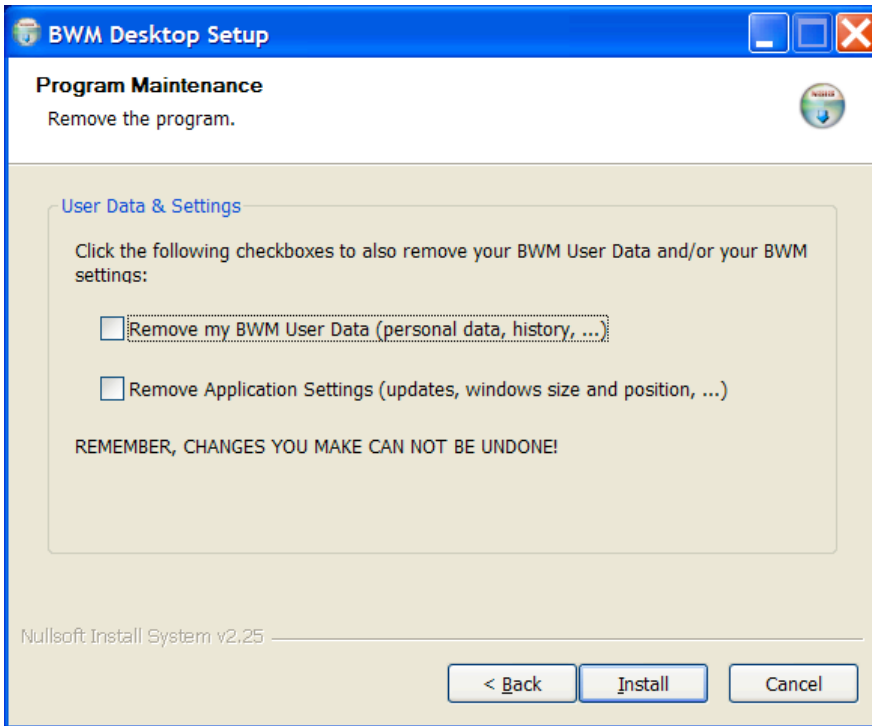 BWM Desktop Setup
Program Maintenance
Remove the program.
User Data & Settings
Click the following checkboxes to also remove your BWM User Data and/or your BWM
settings:
Remove my BWM User Data (personal data, history, ...)
Remove Application Settings (updates, windows size and position, ...)
REMEMBER, CHANGES YOU MAKE CAN NOT BE UNDONE!
Nullsoft Install System v2.25
< Back
Install
Cancel